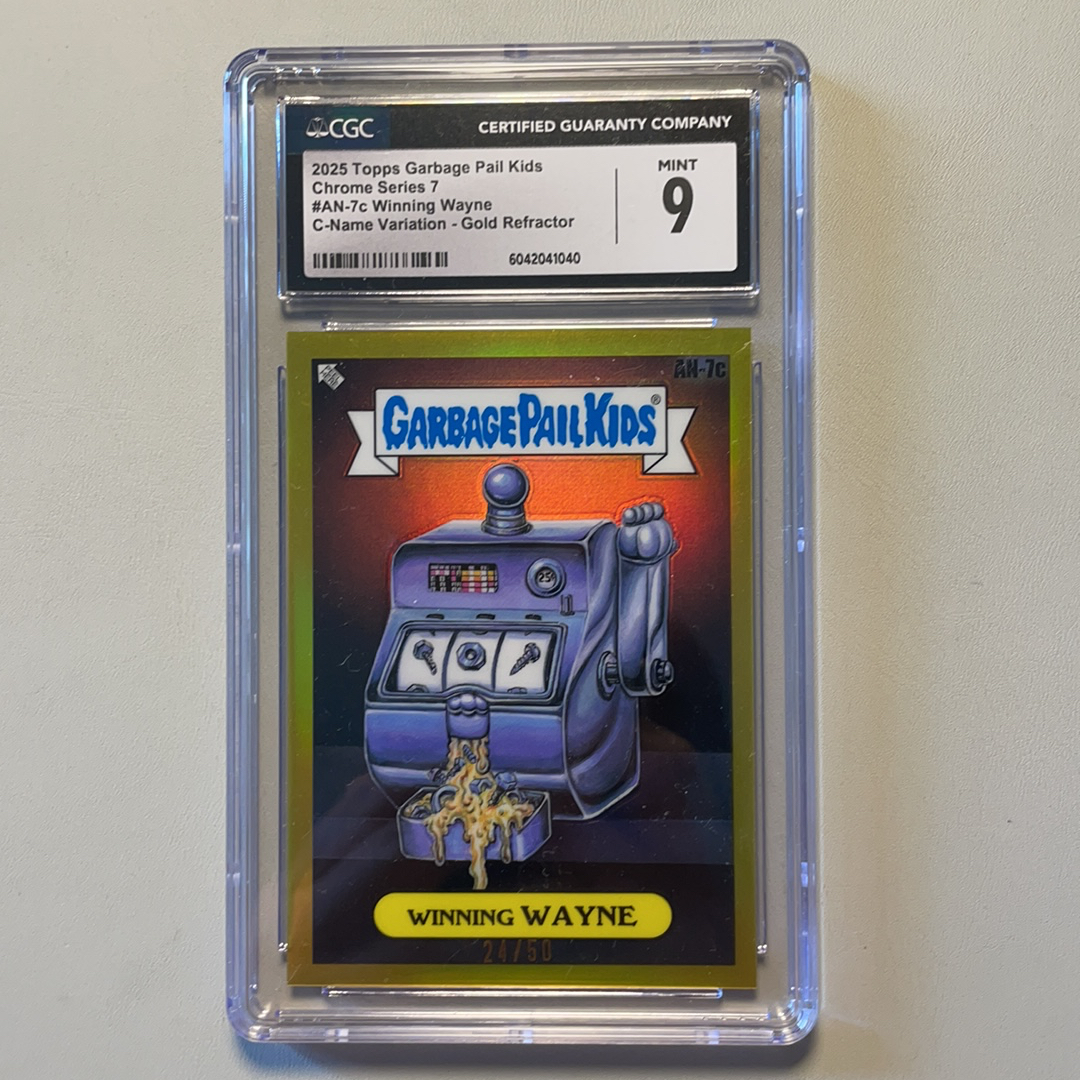 CGC
CERTIFIED GUARANTY COMPANY
2025 Topps Garbage Pail Kids
Chrome Series 7
#AN-7c Winning Wayne
C-Name Variation - Gold Refractor
MINT
9
6042041040
AN-7c
GARBAGE PAIL KIDS®
25¢
WINNING WAYNE
24/50